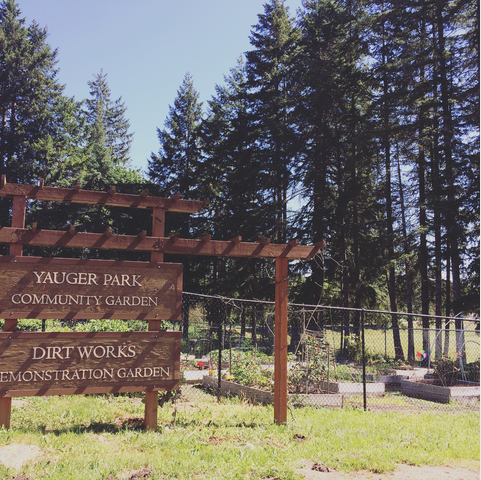 YAUGER PARK
COMMUNITY GARDEN
DIRT WORKS
EMONSTRATION GARDEN